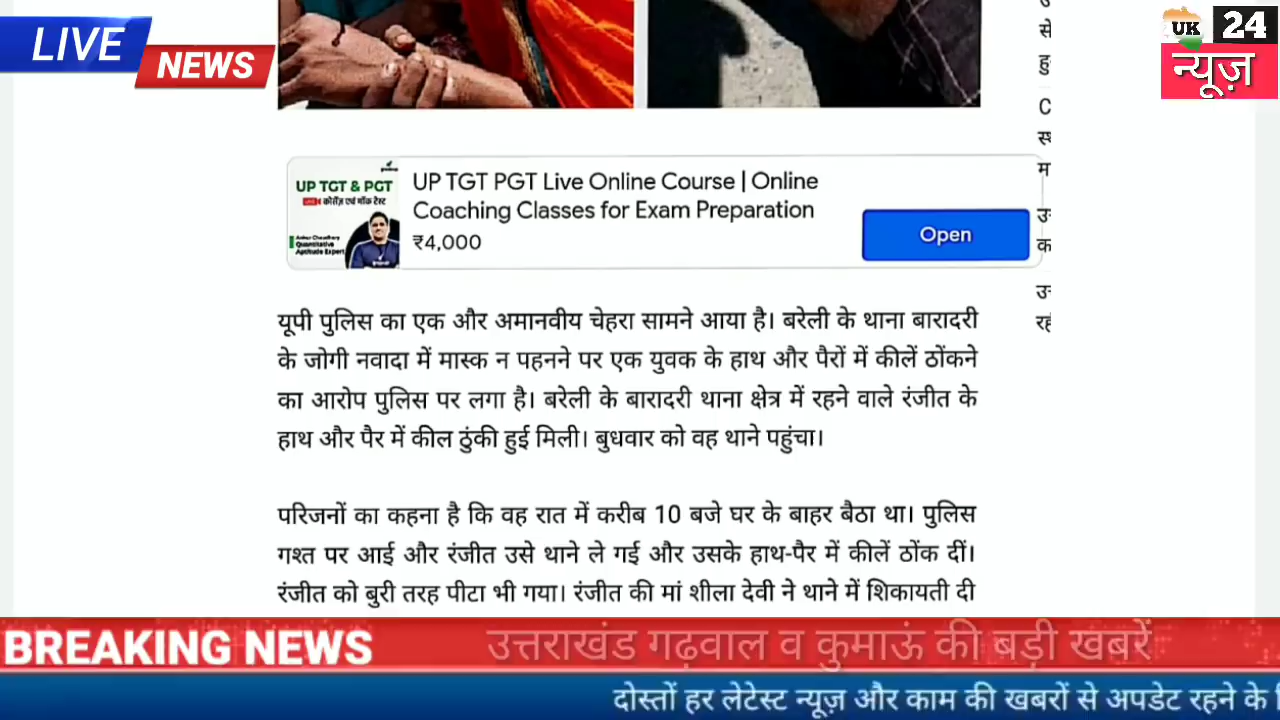 LIVE
NEWS
UK 24
न्यूज़
UP TGT & PGT
कोर्सेज़ एवं मॉक टेस्ट
Quantitative
Aptitude Expert
UP TGT PGT Live Online Course | Online
Coaching Classes for Exam Preparation
₹4,000
Open
यूपी पुलिस का एक और अमानवीय चेहरा सामने आया है। बरेली के थाना बारादरी
के जोगी नवादा में मास्क न पहनने पर एक युवक के हाथ और पैरों में कीलें ठोंकने
का आरोप पुलिस पर लगा है। बरेली के बारादरी थाना क्षेत्र में रहने वाले रंजीत के
हाथ और पैर में कील ठुंकी हुई मिली। बुधवार को वह थाने पहुंचा।
परिजनों का कहना है कि वह रात में करीब 10 बजे घर के बाहर बैठा था। पुलिस
गश्त पर आई और रंजीत उसे थाने ले गई और उसके हाथ-पैर में कीलें ठोंक दीं।
रंजीत को बुरी तरह पीटा भी गया। रंजीत की मां शीला देवी ने थाने में शिकायती दी
BREAKING NEWS
उत्तराखंड गढ़वाल व कुमाऊं की बड़ी खबरें
दोस्तों हर लेटेस्ट न्यूज़ और काम की खबरों से अपडेट रहने के